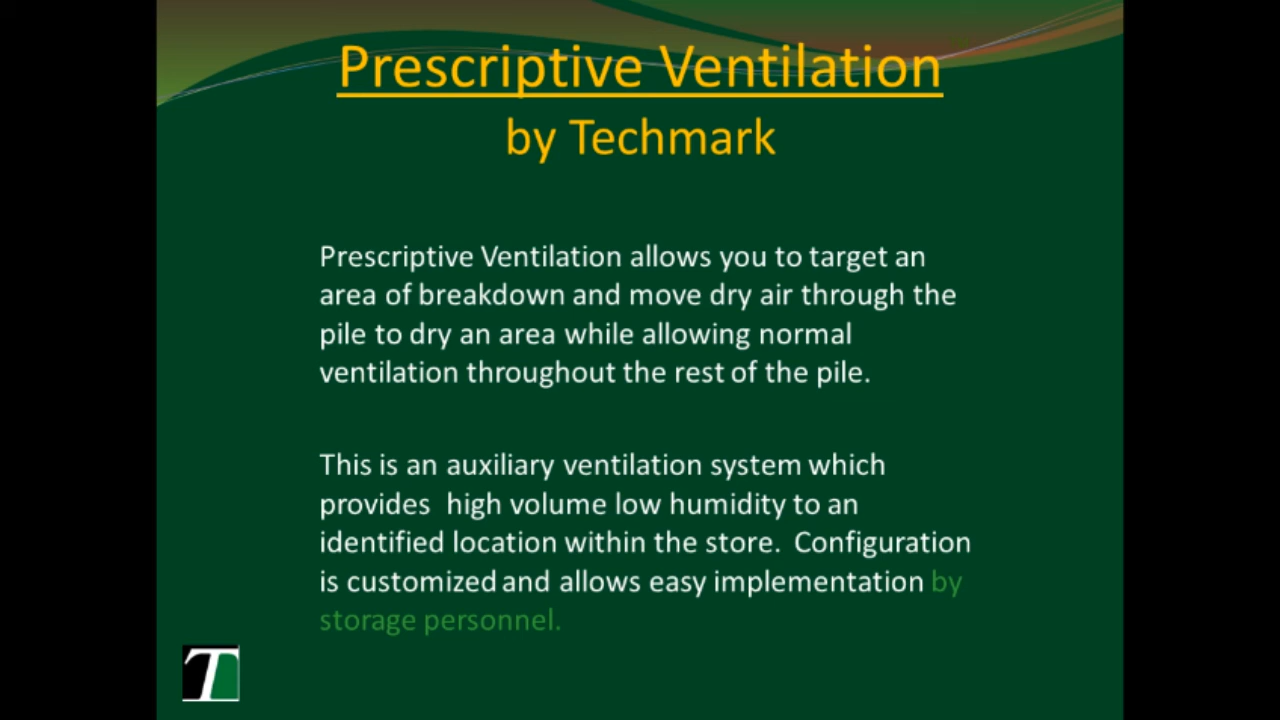 Prescriptive Ventilation
by Techmark
Prescriptive Ventilation allows you to target an
area of breakdown and move dry air through the
pile to dry an area while allowing normal
ventilation throughout the rest of the pile.
This is an auxiliary ventilation system which
provides  high volume low humidity to an
identified location within the store.  Configuration
is customized and allows easy implementation by
storage personnel.
T